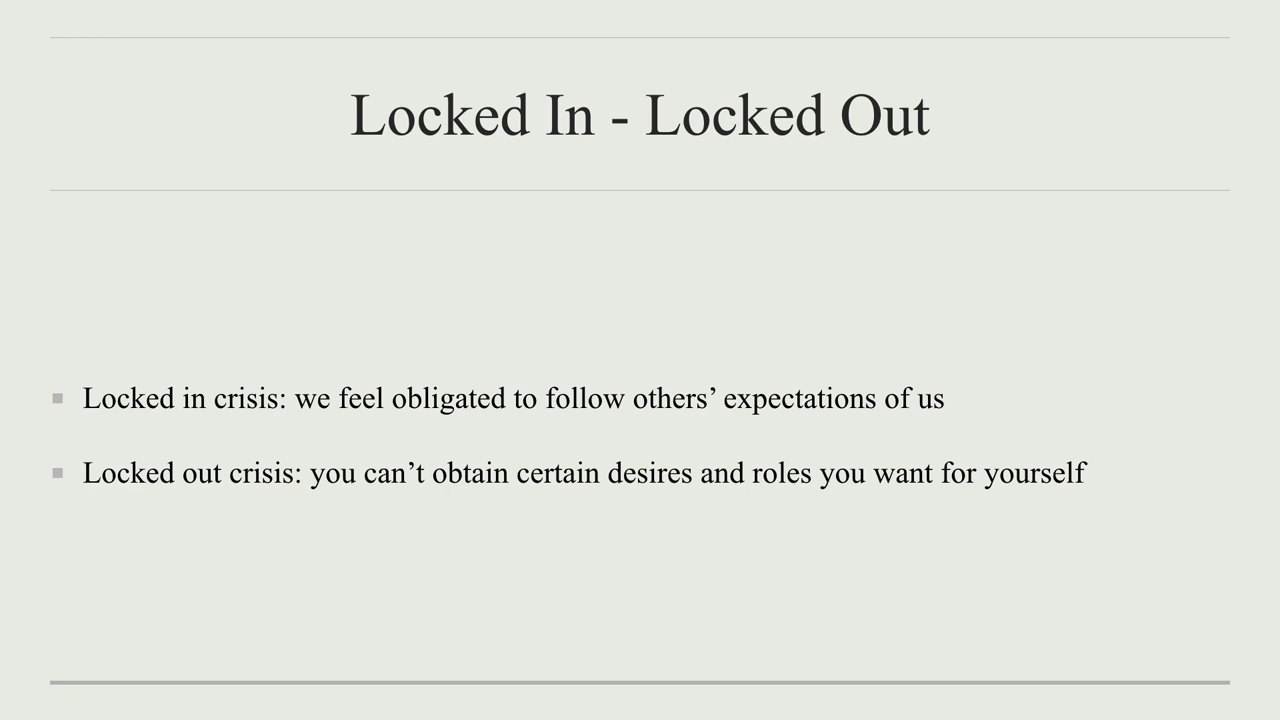 Locked In - Locked Out
Locked in crisis: we feel obligated to follow others’ expectations of us
Locked out crisis: you can’t obtain certain desires and roles you want for yourself